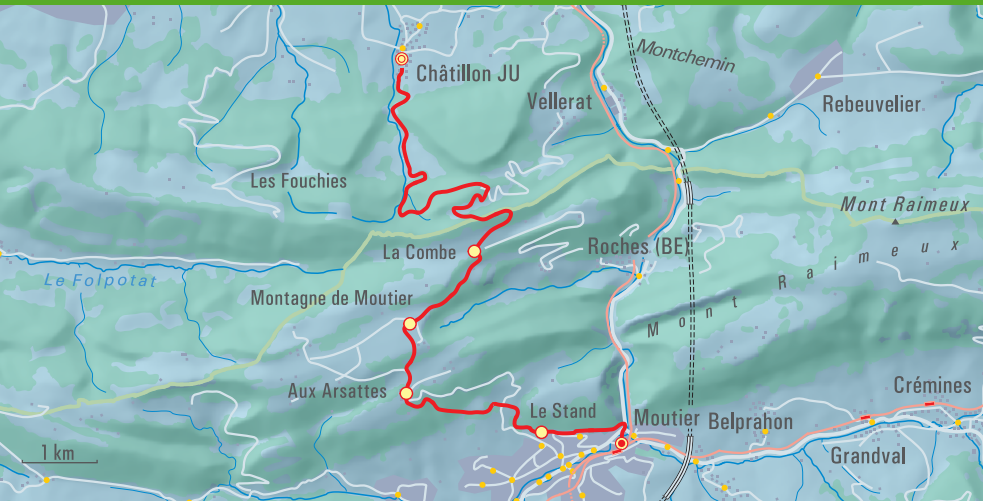 Montchemin
Châtillon JU
Vellerat
Rebeuvelier
Les Fouchies
Mont Raimeux
La Combe
Roches (BE)
Le Folpotat
Montagne de Moutier
Mont Raimeux
Aux Arsattes
Crémines
Le Stand
Moutier
Belprahon
1 km
Grandval